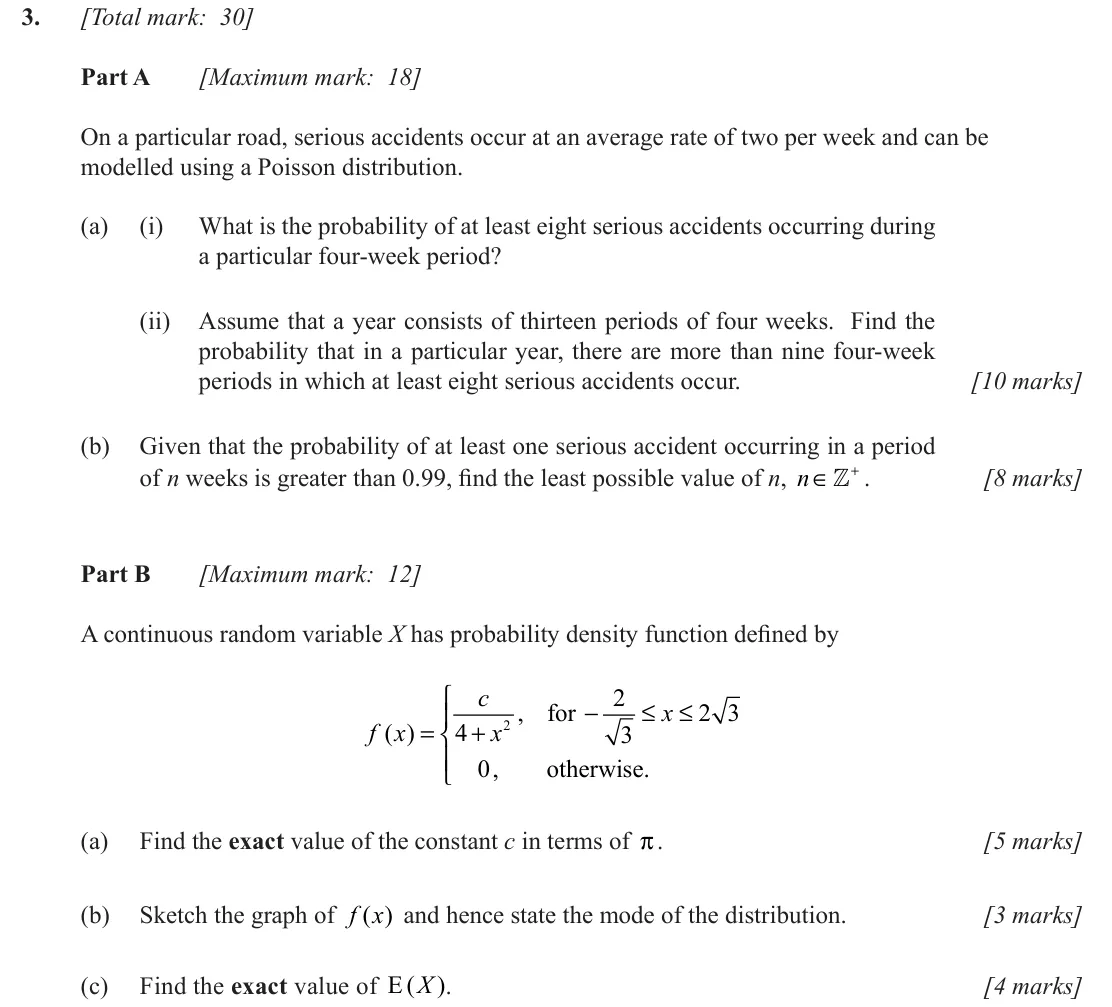 3. [Total mark: 30]
Part A [Maximum mark: 18]
On a particular road, serious accidents occur at an average rate of two per week and can be
modelled using a Poisson distribution.
(a) (i) What is the probability of at least eight serious accidents occurring during
a particular four-week period?
(ii) Assume that a year consists of thirteen periods of four weeks. Find the
probability that in a particular year, there are more than nine four-week
periods in which at least eight serious accidents occur. [10 marks]
(b) Given that the probability of at least one serious accident occurring in a period
of n weeks is greater than 0.99, find the least possible value of n, n ∈ ℤ⁺. [8 marks]
Part B [Maximum mark: 12]
A continuous random variable X has probability density function defined by
f(x) = { c/(4 + x²), for −2/√3 ≤ x ≤ 2√3
0, otherwise.
(a) Find the exact value of the constant c in terms of π. [5 marks]
(b) Sketch the graph of f(x) and hence state the mode of the distribution. [3 marks]
(c) Find the exact value of E(X). [4 marks]